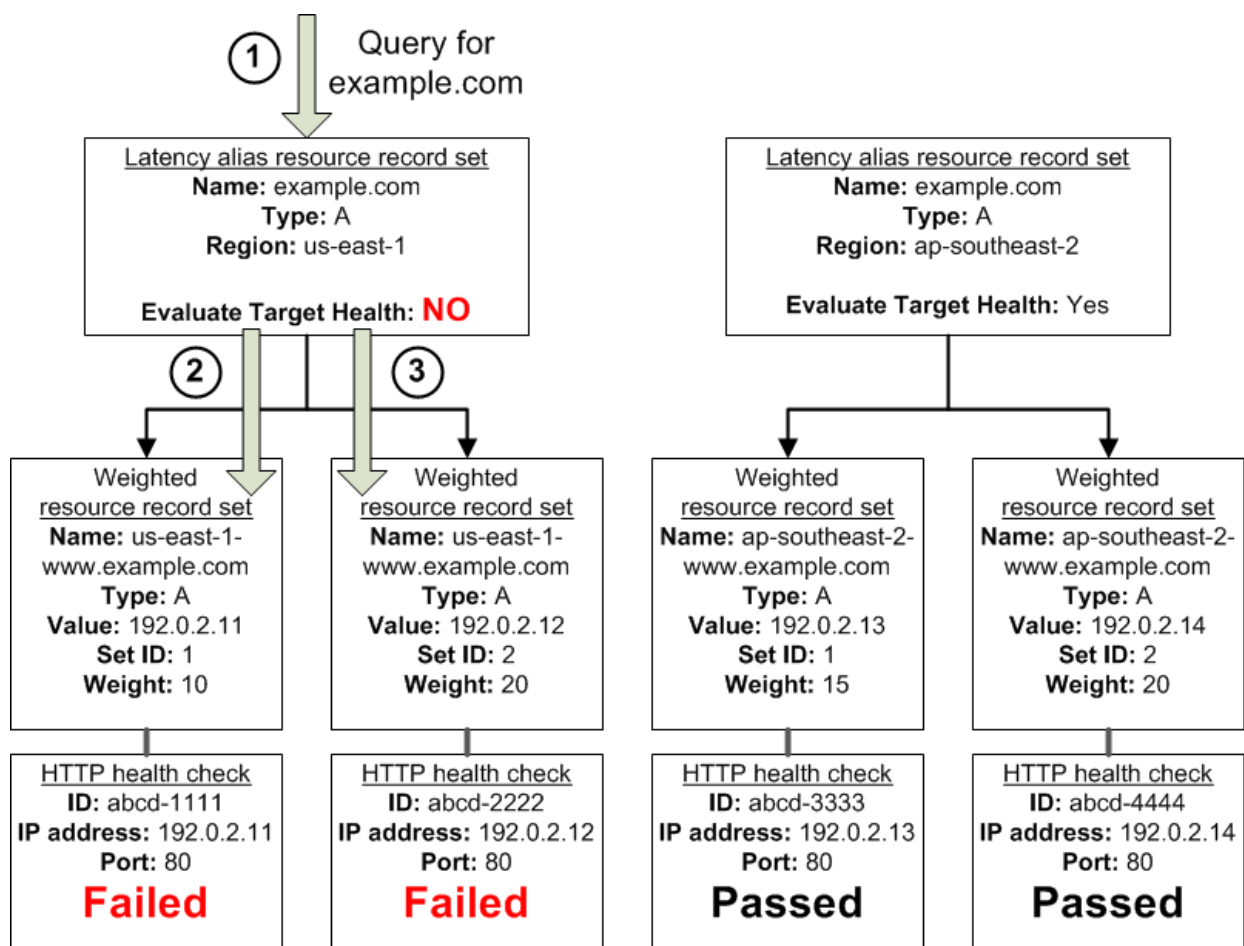 1
Query for
example.com
Latency alias resource record set
Name: example.com
Type: A
Region: us-east-1
Evaluate Target Health: NO
Latency alias resource record set
Name: example.com
Type: A
Region: ap-southeast-2
Evaluate Target Health: Yes
2
3
Weighted
resource record set
Name: us-east-1-
www.example.com
Type: A
Value: 192.0.2.11
Set ID: 1
Weight: 10
Weighted
resource record set
Name: us-east-1-
www.example.com
Type: A
Value: 192.0.2.12
Set ID: 2
Weight: 20
Weighted
resource record set
Name: ap-southeast-2-
www.example.com
Type: A
Value: 192.0.2.13
Set ID: 1
Weight: 15
Weighted
resource record set
Name: ap-southeast-2-
www.example.com
Type: A
Value: 192.0.2.14
Set ID: 2
Weight: 20
HTTP health check
ID: abcd-1111
IP address: 192.0.2.11
Port: 80
Failed
HTTP health check
ID: abcd-2222
IP address: 192.0.2.12
Port: 80
Failed
HTTP health check
ID: abcd-3333
IP address: 192.0.2.13
Port: 80
Passed
HTTP health check
ID: abcd-4444
IP address: 192.0.2.14
Port: 80
Passed